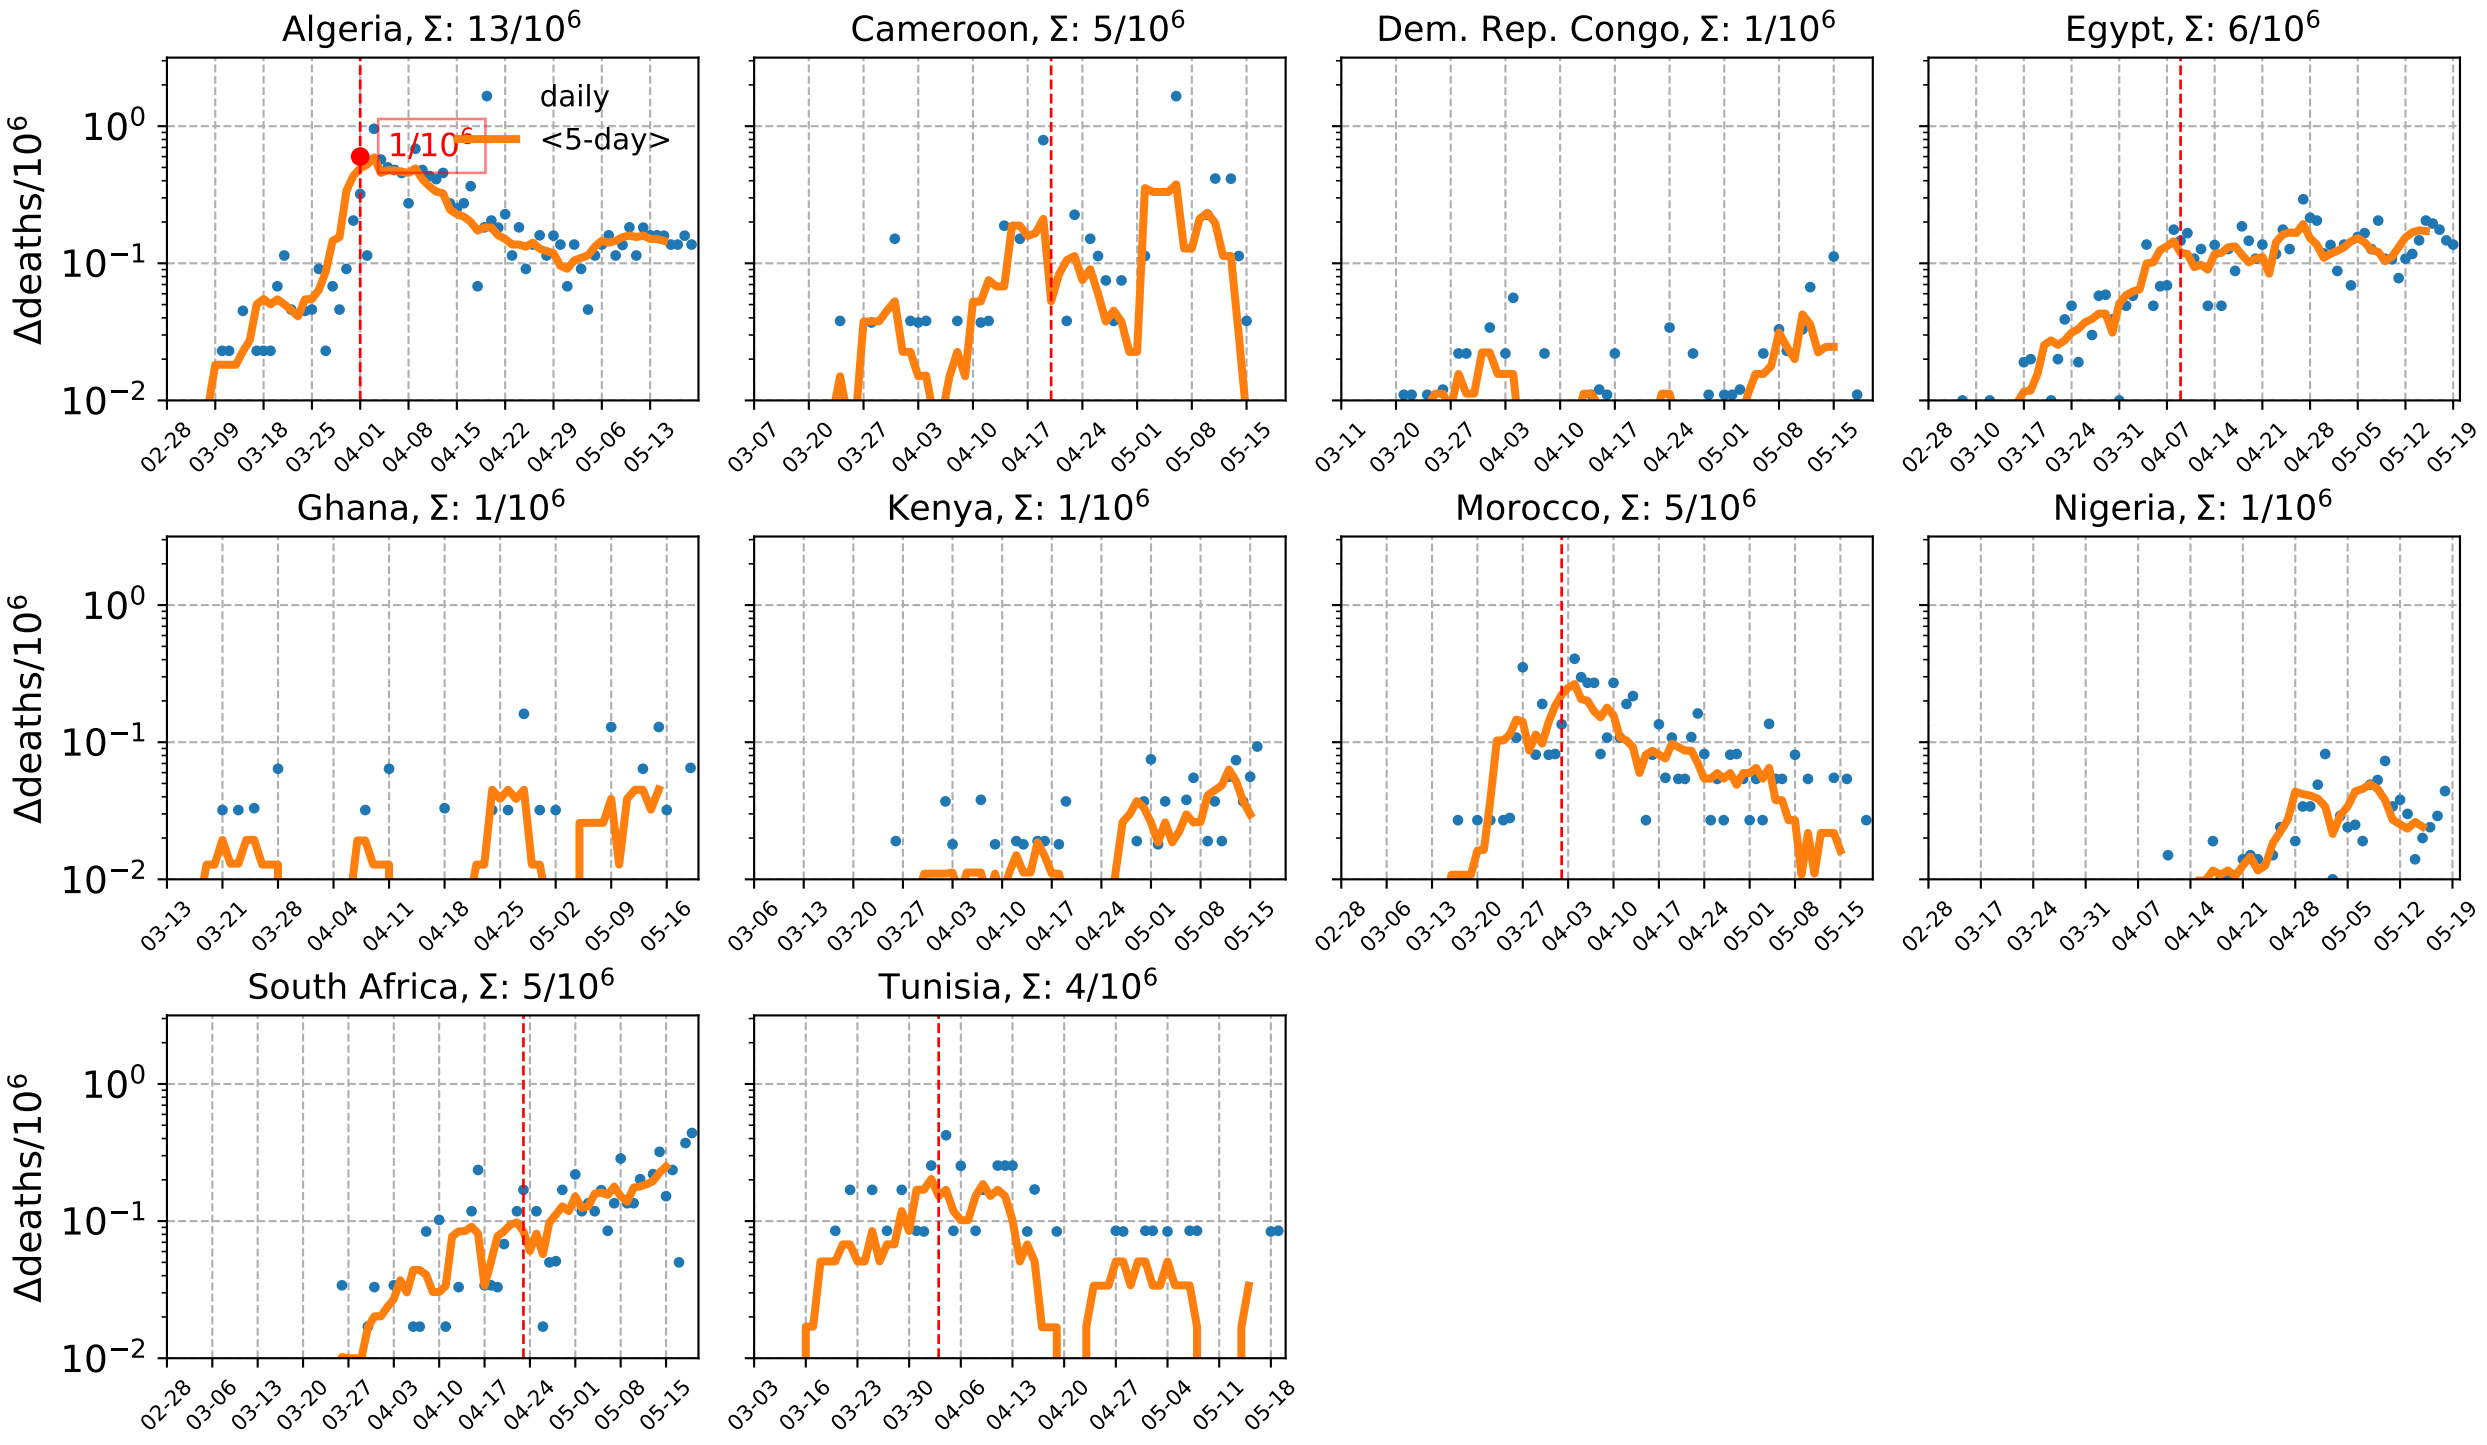 Algeria, Σ: 13/10⁶
Cameroon, Σ: 5/10⁶
Dem. Rep. Congo, Σ: 1/10⁶
Egypt, Σ: 6/10⁶
Δdeaths/10⁶
10⁰
10⁻¹
10⁻²
1/10⁶
daily
<5-day>
02-28 03-09 03-18 03-25 04-01 04-08 04-15 04-22 04-29 05-06 05-13
03-07 03-20 03-27 04-03 04-10 04-17 04-24 05-01 05-08 05-15
03-11 03-20 03-27 04-03 04-10 04-17 04-24 05-01 05-08 05-15
02-28 03-10 03-17 03-24 03-31 04-07 04-14 04-21 04-28 05-05 05-12 05-19
Ghana, Σ: 1/10⁶
Kenya, Σ: 1/10⁶
Morocco, Σ: 5/10⁶
Nigeria, Σ: 1/10⁶
Δdeaths/10⁶
10⁰
10⁻¹
10⁻²
03-13 03-21 03-28 04-04 04-11 04-18 04-25 05-02 05-09 05-16
03-06 03-13 03-20 03-27 04-03 04-10 04-17 04-24 05-01 05-08 05-15
02-28 03-06 03-13 03-20 03-27 04-03 04-10 04-17 04-24 05-01 05-08 05-15
02-28 03-17 03-24 03-31 04-07 04-14 04-21 04-28 05-05 05-12 05-19
South Africa, Σ: 5/10⁶
Tunisia, Σ: 4/10⁶
Δdeaths/10⁶
10⁰
10⁻¹
10⁻²
02-28 03-06 03-13 03-20 03-27 04-03 04-10 04-17 04-24 05-01 05-08 05-15
03-03 03-16 03-23 03-30 04-06 04-13 04-20 04-27 05-04 05-11 05-18